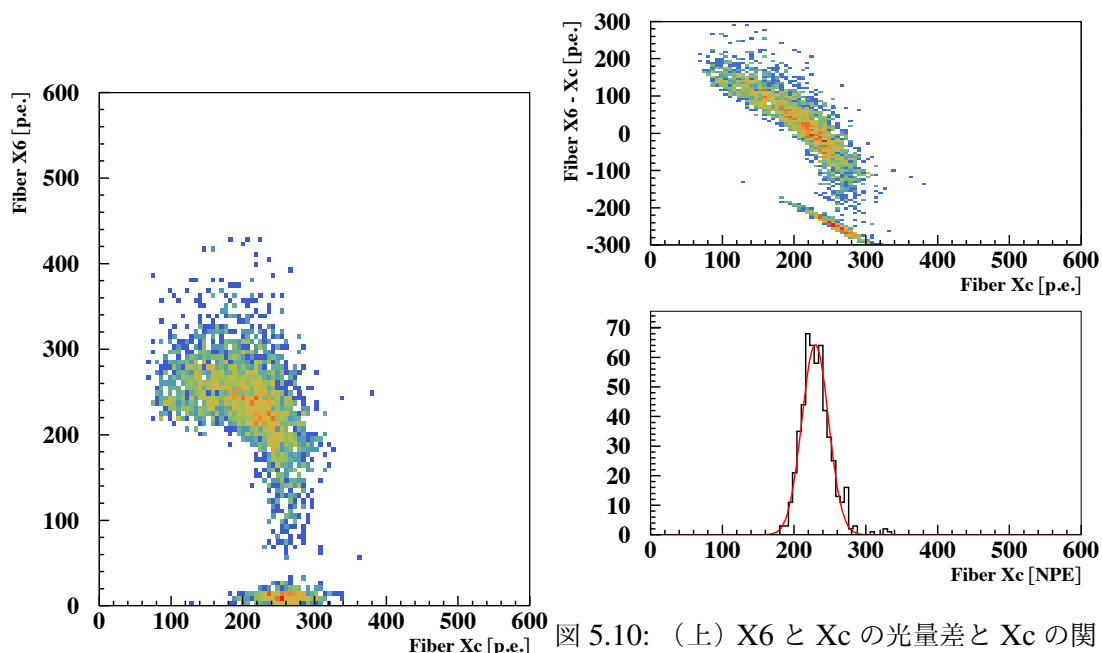 Fiber X6 [p.e.]
600
500
400
300
200
100
0
0 100 200 300 400 500 600
Fiber Xc [p.e.]
Fiber X6 - Xc [p.e.]
300
200
100
0
-100
-200
-300
0 100 200 300 400 500 600
Fiber Xc [p.e.]
70
60
50
40
30
20
10
0
0 100 200 300 400 500 600
Fiber Xc [NPE]
図 5.10: （上）X6 と Xc の光量差と Xc の関